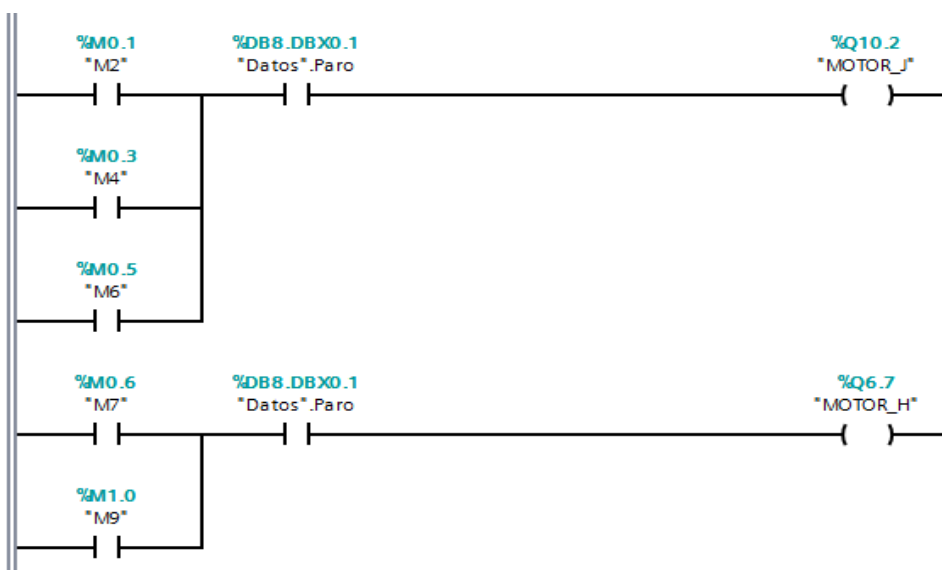 %M0.1 %DB8.DBX0.1 %Q10.2
"M2" "Datos".Paro "MOTOR_J"
%M0.3
"M4"
%M0.5
"M6"
%M0.6 %DB8.DBX0.1 %Q6.7
"M7" "Datos".Paro "MOTOR_H"
%M1.0
"M9"